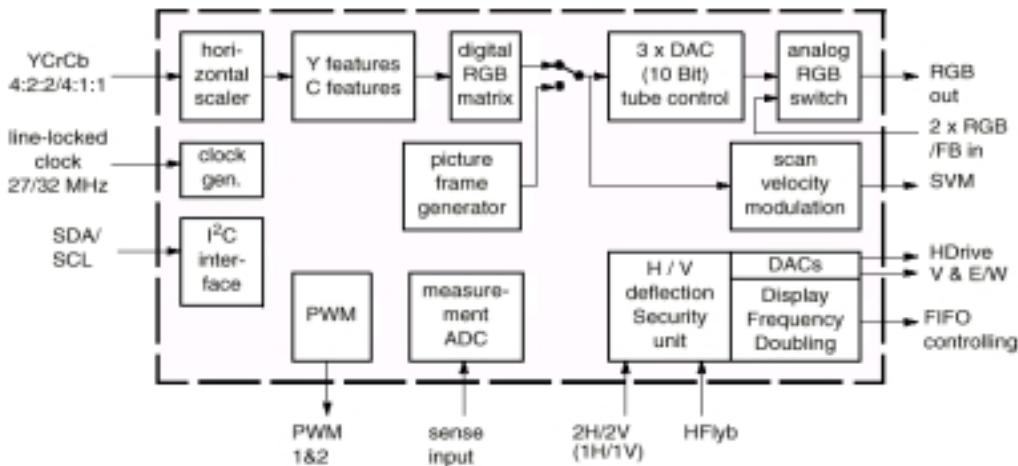 YCrCb
4:2:2/4:1:1
hori-
zontal
scaler
Y features
C features
digital
RGB
matrix
3 x DAC
(10 Bit)
tube control
analog
RGB
switch
RGB
out
line-locked
clock
27/32 MHz
clock
gen.
picture
frame
generator
scan
velocity
modulation
2 x RGB
/FB in
SVM
SDA/
SCL
I²C
inter-
face
PWM
measure-
ment
ADC
H / V
deflection
Security
unit
DACs
Display
Frequency
Doubling
HDrive
V & E/W
FIFO
controlling
PWM
1&2
sense
input
2H/2V
(1H/1V)
HFlyb